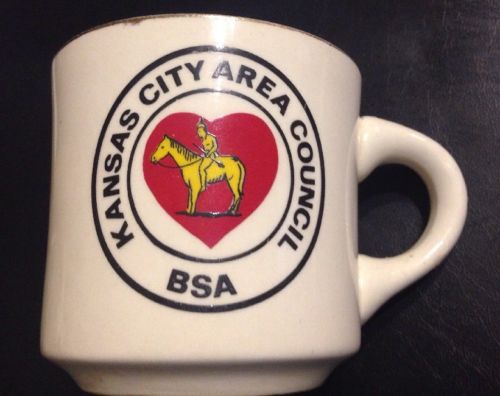 KANSAS CITY AREA COUNCIL
BSA